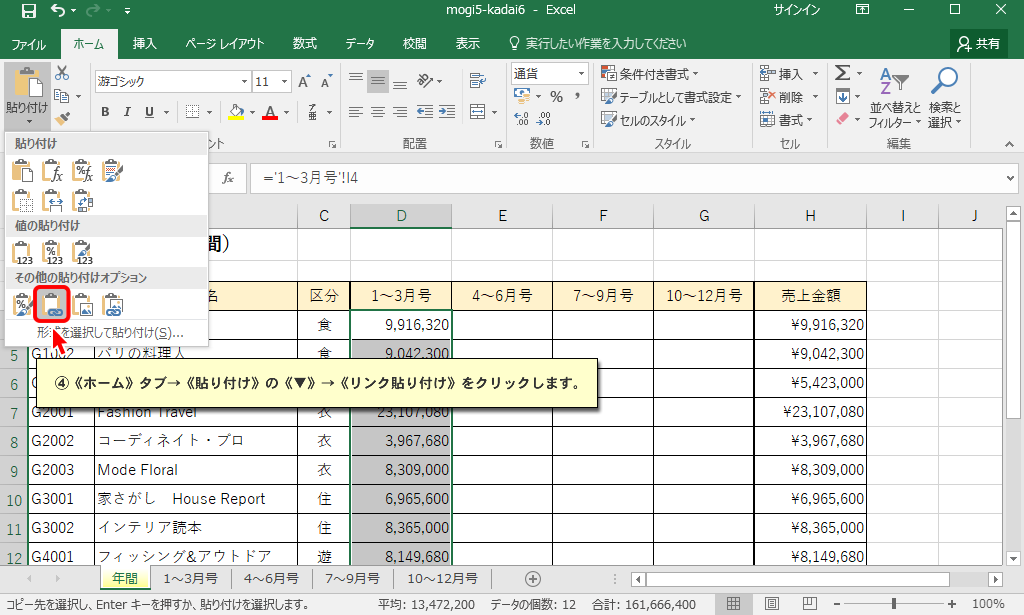 mogi5-kadai6 - Excel
サインイン
ファイル ホーム 挿入 ページ レイアウト 数式 データ 校閲 表示 実行したい作業を入力してください 共有
貼り付け
游ゴシック 11 A A
B I U A
配置
通貨
% ,
数値
条件付き書式
テーブルとして書式設定
セルのスタイル
スタイル
挿入
削除
書式
セル
並べ替えと
フィルター
検索と
選択
編集
貼り付け
値の貼り付け
123 123 123
その他の貼り付けオプション
形式を選択して貼り付け(S)...
fx ='1～3月号'!I4
C D E F G H I J
間)
名 区分 1～3月号 4～6月号 7～9月号 10～12月号 売上金額
食 9,916,320 ¥9,916,320
5 G1002 パリの料理人 食 9,042,300 ¥9,042,300
6 ¥5,423,000
④《ホーム》タブ→《貼り付け》の《▼》→《リンク貼り付け》をクリックします。
7 G2001 Fashion Travel 衣 23,107,080 ¥23,107,080
8 G2002 コーディネイト・プロ 衣 3,967,680 ¥3,967,680
9 G2003 Mode Floral 衣 8,309,000 ¥8,309,000
10 G3001 家さがし　House Report 住 6,965,600 ¥6,965,600
11 G3002 インテリア読本 住 8,365,000 ¥8,365,000
12 G4001 フィッシング&アウトドア 遊 8,149,680 ¥8,149,680
年間 1～3月号 4～6月号 7～9月号 10～12月号
コピー先を選択し、Enter キーを押すか、貼り付けを選択します。 平均: 13,472,200 データの個数: 12 合計: 161,666,400 100%